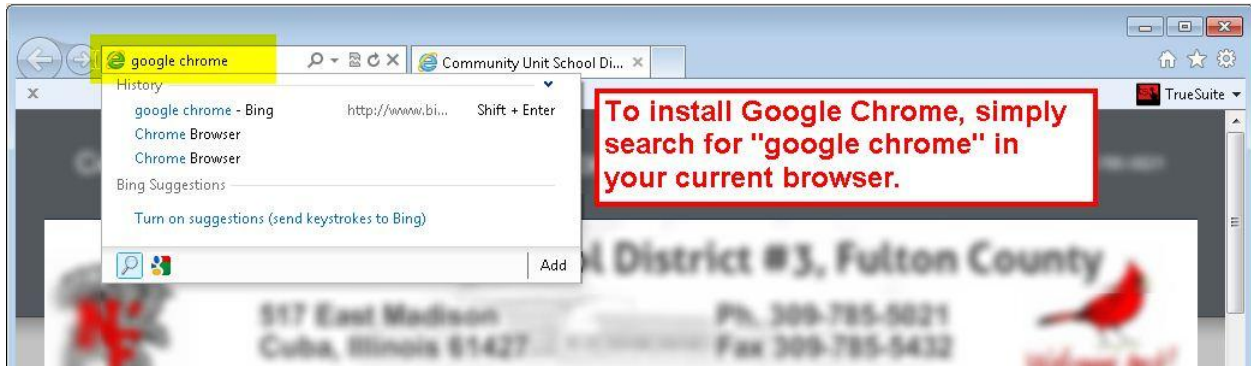 google chrome
Community Unit School Di...
TrueSuite
History
google chrome - Bing http://www.bi... Shift + Enter
Chrome Browser
Chrome Browser
Bing Suggestions
Turn on suggestions (send keystrokes to Bing)
Add
To install Google Chrome, simply
search for "google chrome" in
your current browser.
District #3, Fulton County
517 East Madison Ph. 309-785-5021
Cuba, Illinois 61427 Fax 309-785-5432